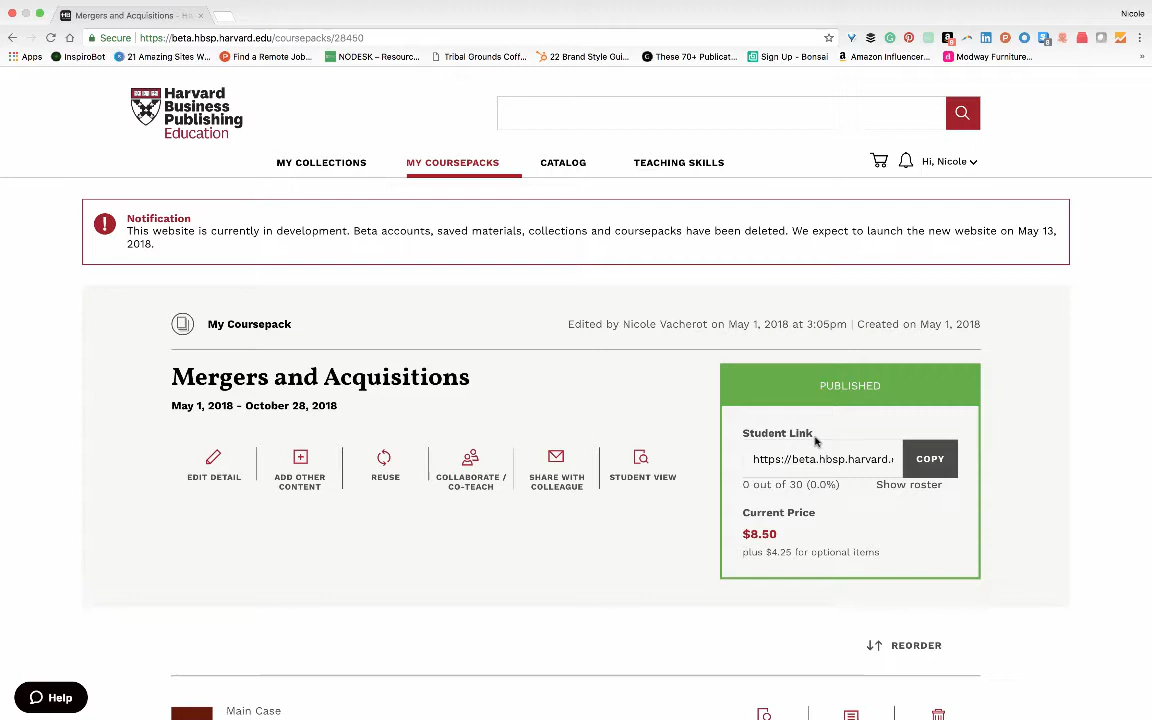 Mergers and Acquisitions - Ha
Nicole
Secure
https://beta.hbsp.harvard.edu/coursepacks/28450
Apps
InspiroBot
21 Amazing Sites W...
Find a Remote Job...
NODESK – Resourc...
Tribal Grounds Coff...
22 Brand Style Guid...
These 70+ Publicat...
Sign Up - Bonsai
Amazon Influencer...
Modway Furniture...
»
Harvard
Business
Publishing
Education
MY COLLECTIONS
MY COURSEPACKS
CATALOG
TEACHING SKILLS
Hi, Nicole
Notification
This website is currently in development. Beta accounts, saved materials, collections and coursepacks have been deleted. We expect to launch the new website on May 13,
2018.
My Coursepack
Edited by Nicole Vacherot on May 1, 2018 at 3:05pm | Created on May 1, 2018
Mergers and Acquisitions
May 1, 2018 - October 28, 2018
EDIT DETAIL
ADD OTHER
CONTENT
REUSE
COLLABORATE /
CO-TEACH
SHARE WITH
COLLEAGUE
STUDENT VIEW
PUBLISHED
Student Link
https://beta.hbsp.harvard.
COPY
0 out of 30 (0.0%)
Show roster
Current Price
$8.50
plus $4.25 for optional items
REORDER
Main Case
Help